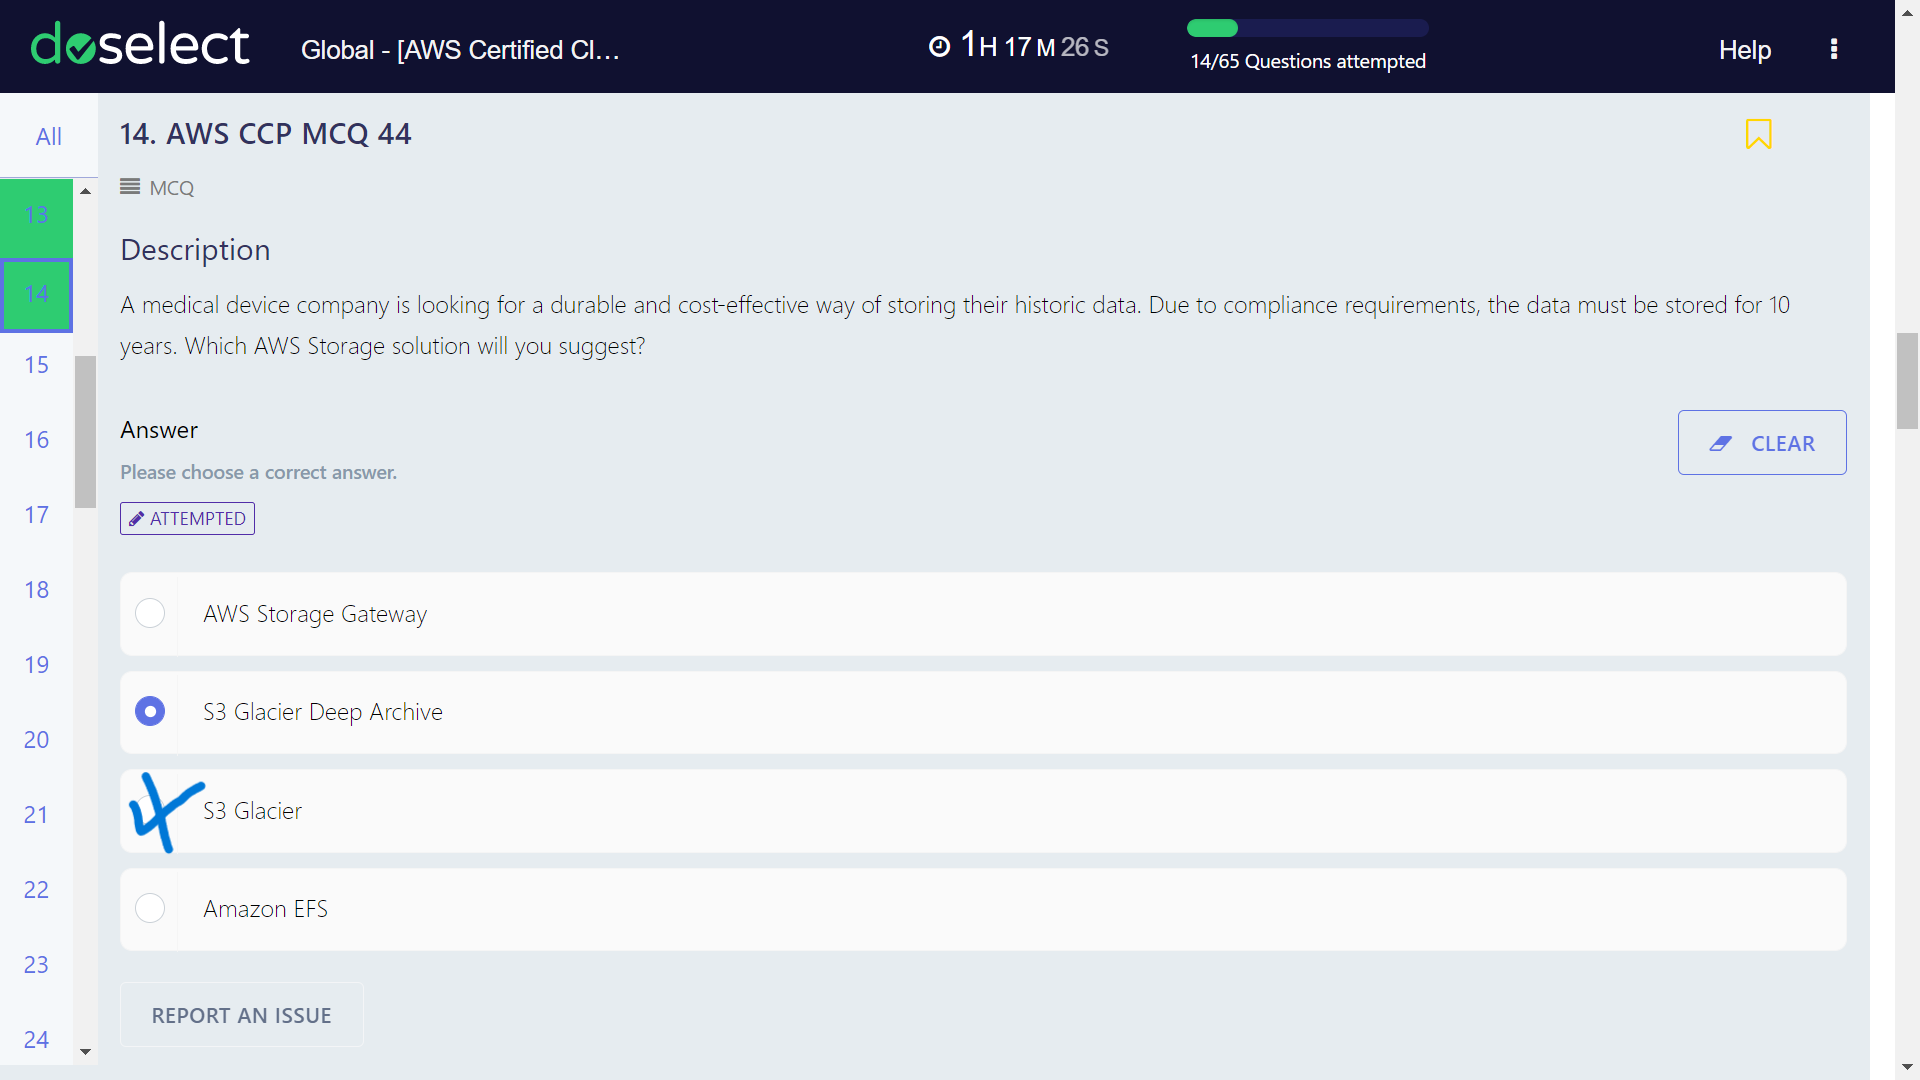 doselect
Global - [AWS Certified Cl...
1H 17 M 26 S
14/65 Questions attempted
Help
All
14. AWS CCP MCQ 44
MCQ
13
14
15
16
17
18
19
20
21
22
23
24
Description
A medical device company is looking for a durable and cost-effective way of storing their historic data. Due to compliance requirements, the data must be stored for 10
years. Which AWS Storage solution will you suggest?
Answer
CLEAR
Please choose a correct answer.
ATTEMPTED
AWS Storage Gateway
S3 Glacier Deep Archive
S3 Glacier
Amazon EFS
REPORT AN ISSUE